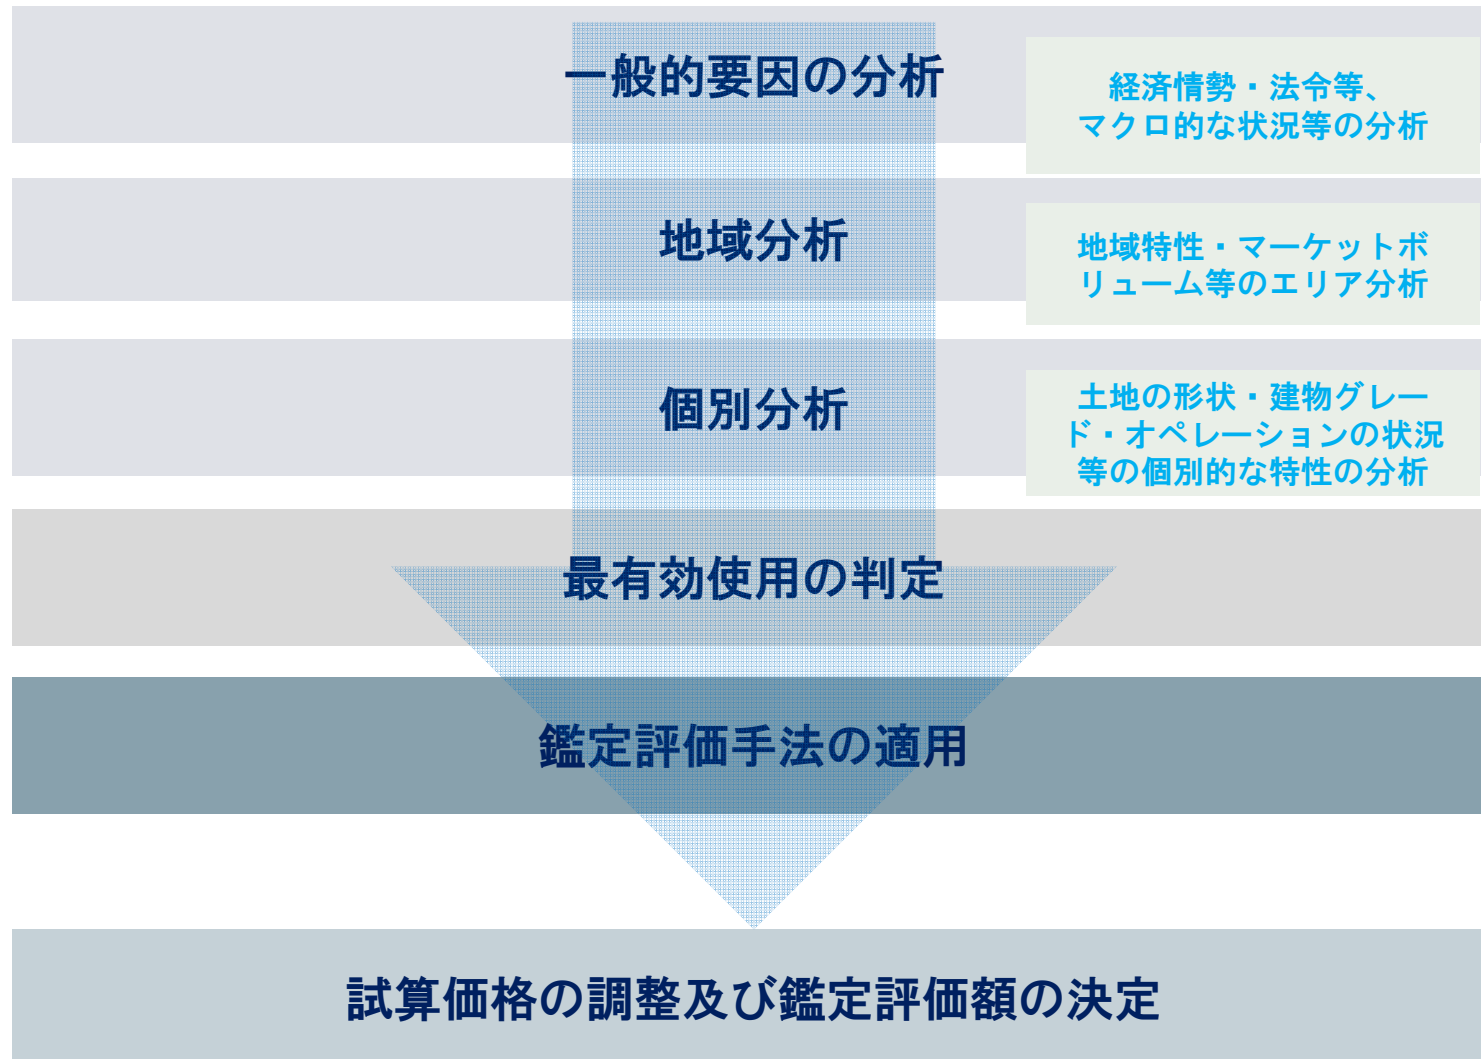 一般的要因の分析
経済情勢・法令等、
マクロ的な状況等の分析
地域分析
地域特性・マーケットボ
リューム等のエリア分析
個別分析
土地の形状・建物グレー
ド・オペレーションの状況
等の個別的な特性の分析
最有効使用の判定
鑑定評価手法の適用
試算価格の調整及び鑑定評価額の決定